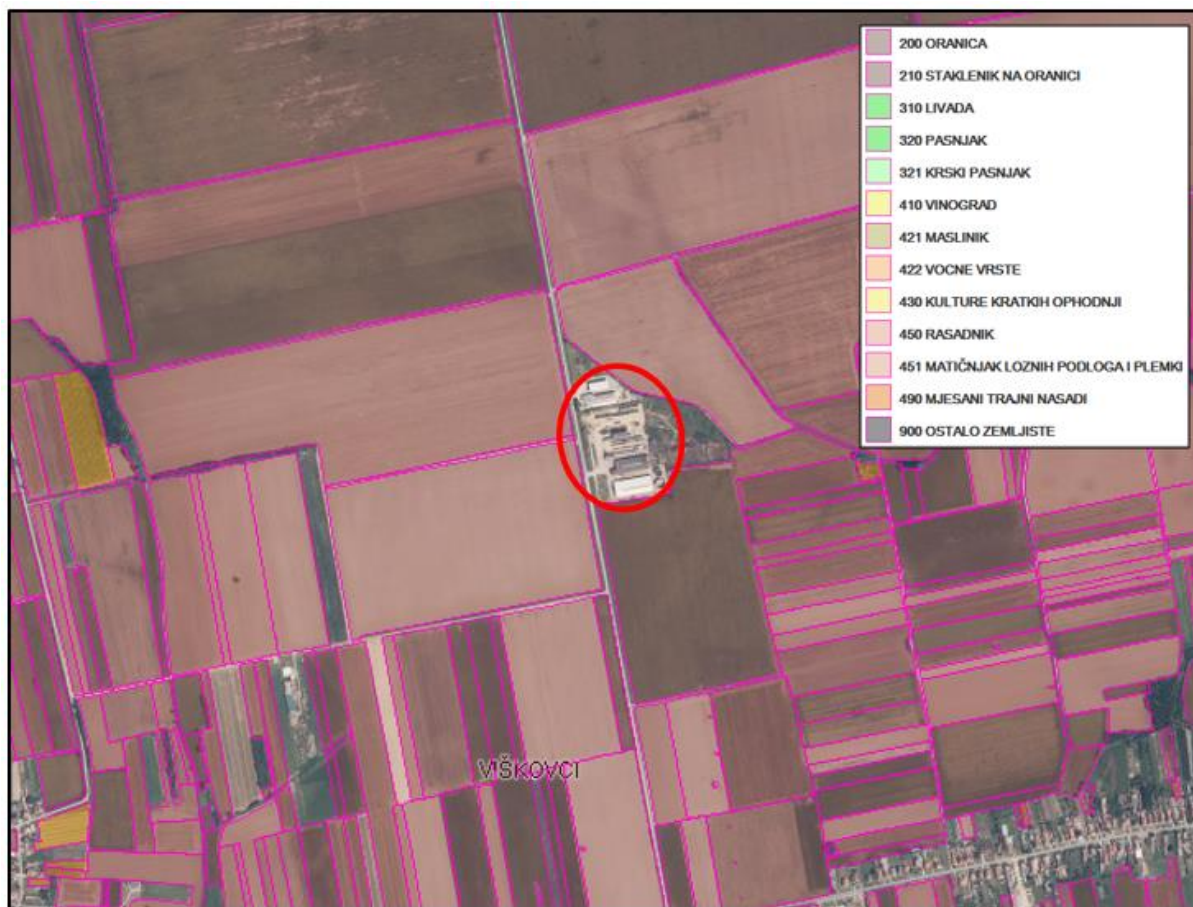 200 ORANICA
210 STAKLENIK NA ORANICI
310 LIVADA
320 PASNJAK
321 KRSKI PASNJAK
410 VINOGRAD
421 MASLINIK
422 VOCNE VRSTE
430 KULTURE KRATKIH OPHODNJI
450 RASADNIK
451 MATIČNJAK LOZNIH PODLOGA I PLEMKI
490 MJESANI TRAJNI NASADI
900 OSTALO ZEMLJISTE
VIŠKOVCI